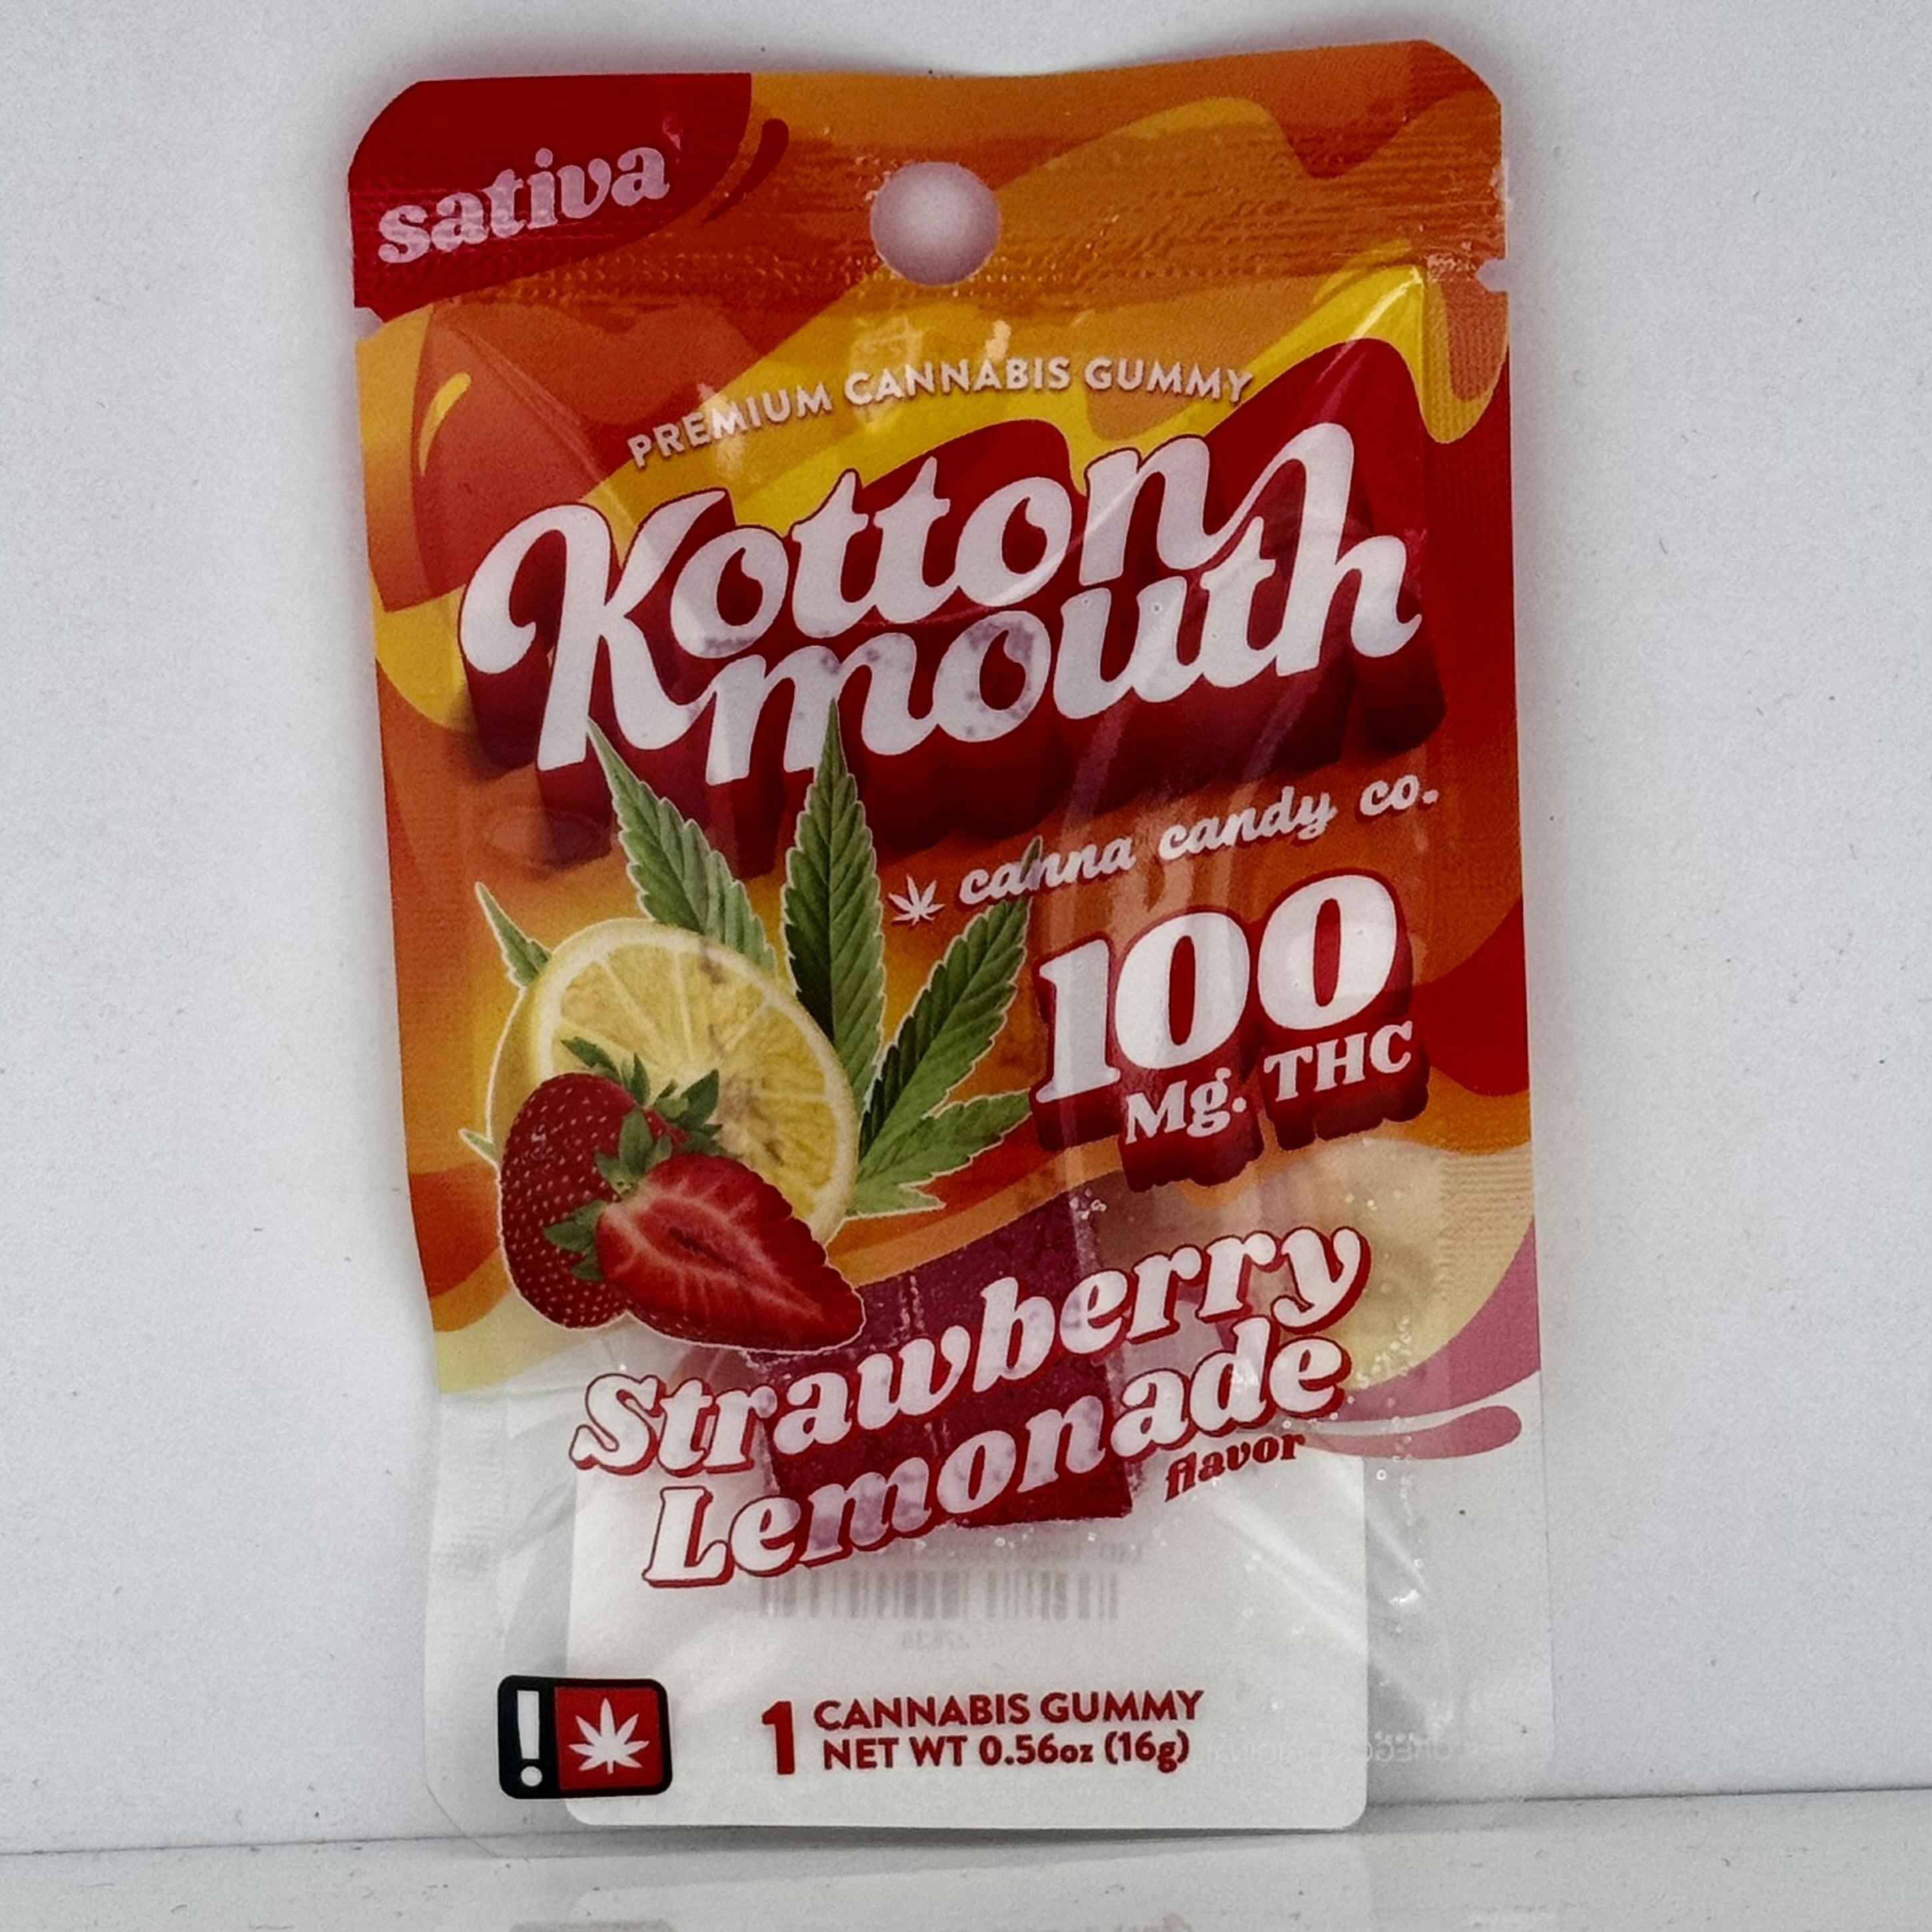 sativa
PREMIUM CANNABIS GUMMY
Kotton
mouth
canna candy co.
100
Mg. THC
Strawberry
Lemonade
flavor
!
1 CANNABIS GUMMY
NET WT 0.56oz (16g)